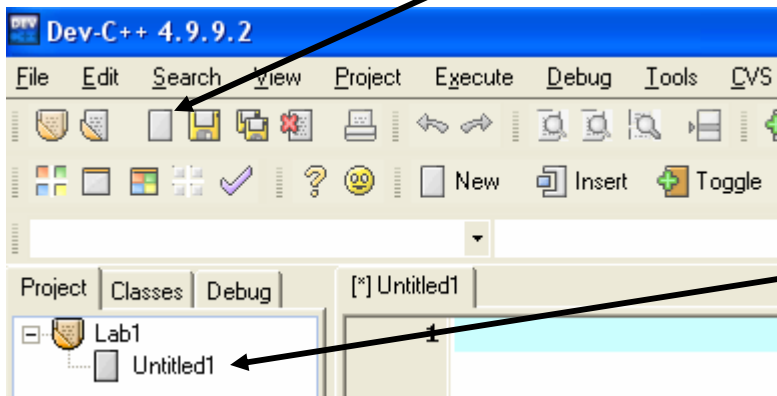 Dev-C++ 4.9.9.2
File Edit Search View Project Execute Debug Tools CVS
New Insert Toggle
Project Classes Debug [*] Untitled1
Lab1 1
Untitled1